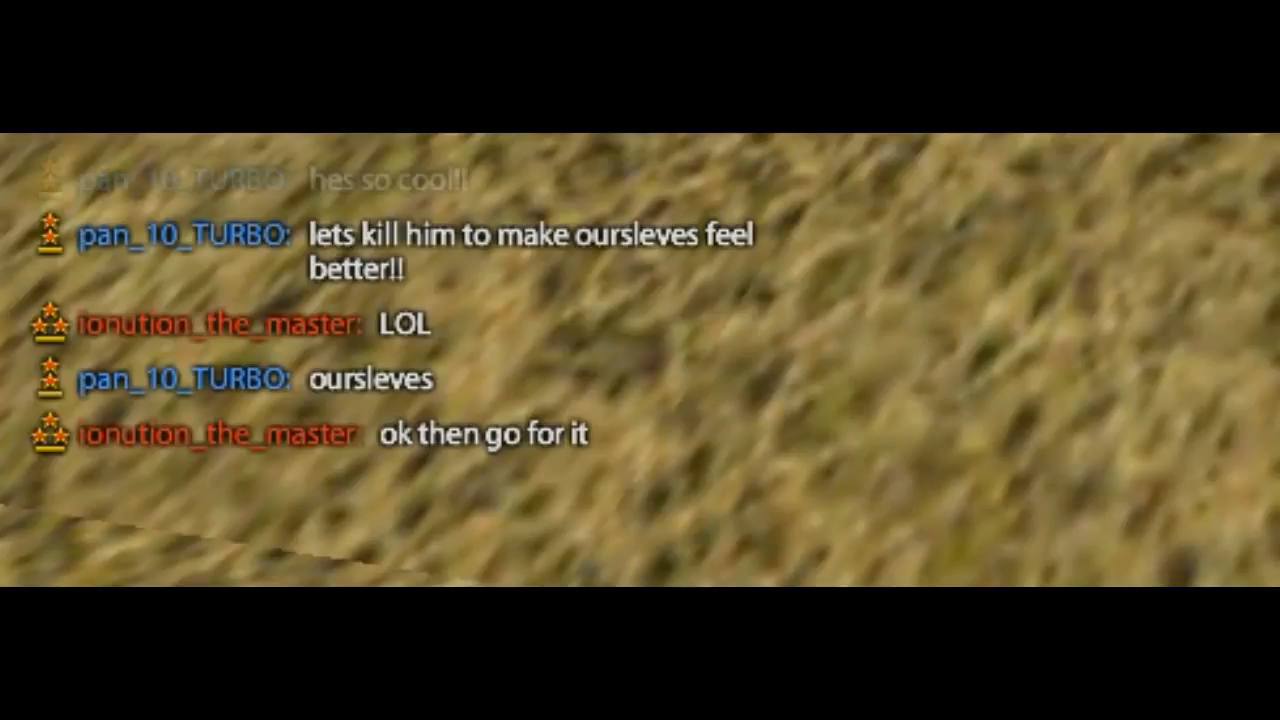 pan_10_TURBO: hes so cool!!
pan_10_TURBO: lets kill him to make oursleves feel
better!!
ionution_the_master: LOL
pan_10_TURBO: oursleves
ionution_the_master: ok then go for it